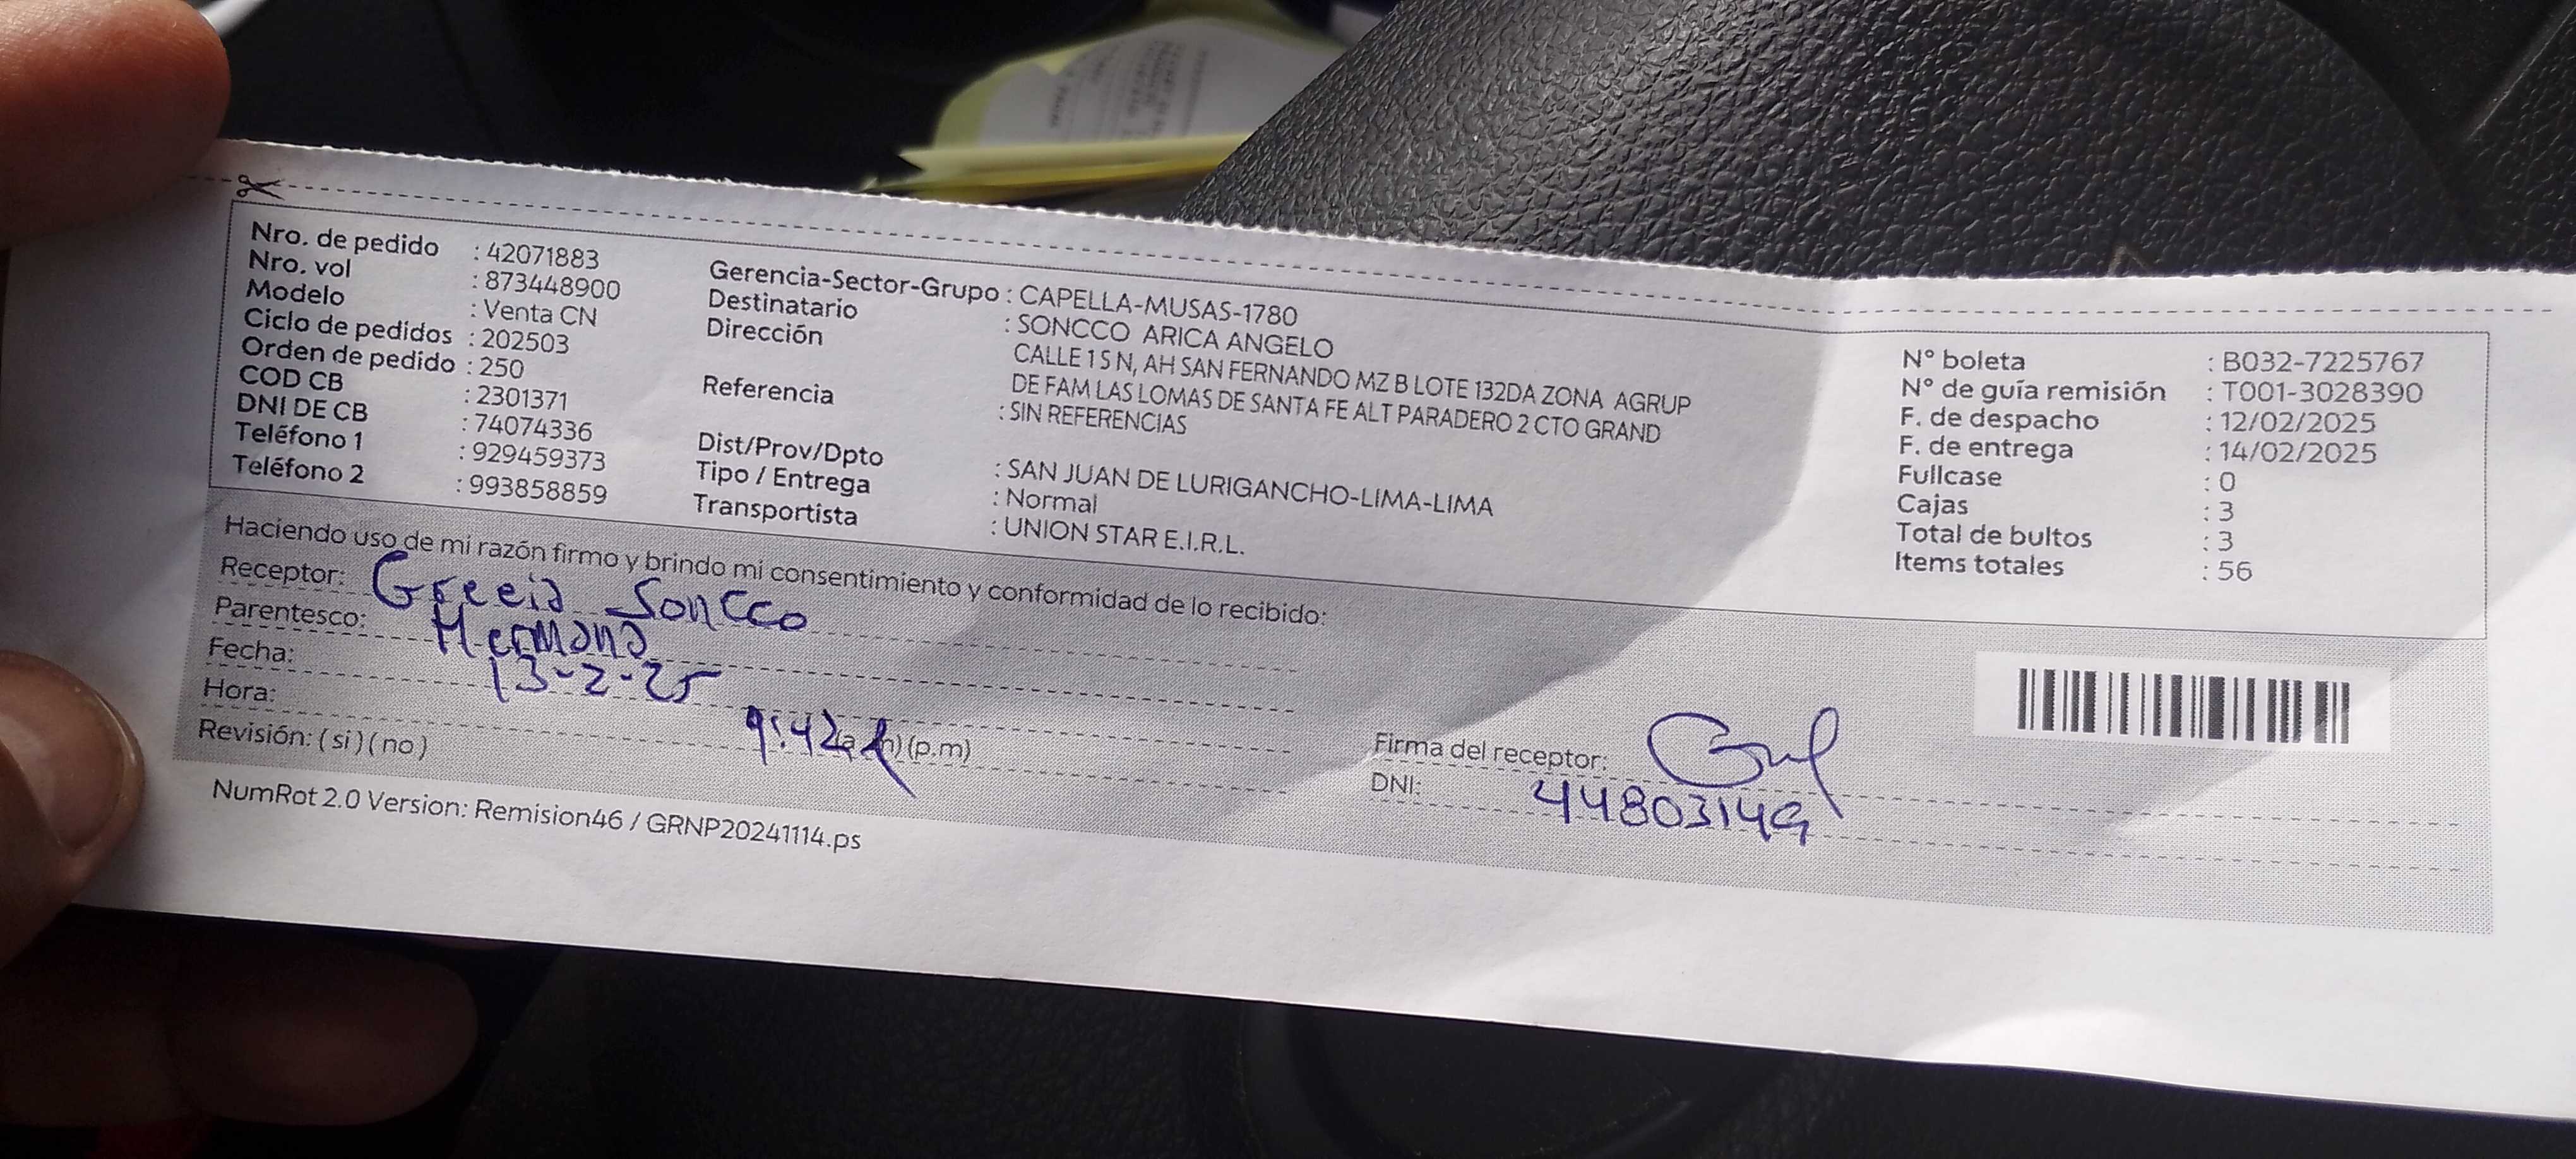 Nro. de pedido : 42071883
Nro. vol : 873448900
Modelo : Venta CN
Ciclo de pedidos : 202503
Orden de pedido : 250
COD CB : 2301371
DNI DE CB : 74074336
Teléfono 1 : 929459373
Teléfono 2 : 993858859
Gerencia-Sector-Grupo : CAPELLA-MUSAS-1780
Destinatario : SONCCO ARICA ANGELO
Dirección CALLE 1 S N, AH SAN FERNANDO MZ B LOTE 132DA ZONA AGRUP
DE FAM LAS LOMAS DE SANTA FE ALT PARADERO 2 CTO GRAND
Referencia : SIN REFERENCIAS
Dist/Prov/Dpto : SAN JUAN DE LURIGANCHO-LIMA-LIMA
Tipo / Entrega : Normal
Transportista : UNION STAR E.I.R.L.
N° boleta : B032-7225767
N° de guía remisión : T001-3028390
F. de despacho : 12/02/2025
F. de entrega : 14/02/2025
Fullcase : 0
Cajas : 3
Total de bultos : 3
Items totales : 56
Haciendo uso de mi razón firmo y brindo mi consentimiento y conformidad de lo recibido:
Receptor: Soncco
Parentesco: Hermano
Fecha: 13-2-25
Hora: 9:42 (p.m)
Revisión: ( si ) ( no )
Firma del receptor:
DNI: 44803149
NumRot 2.0 Version: Remision46 / GRNP20241114.ps